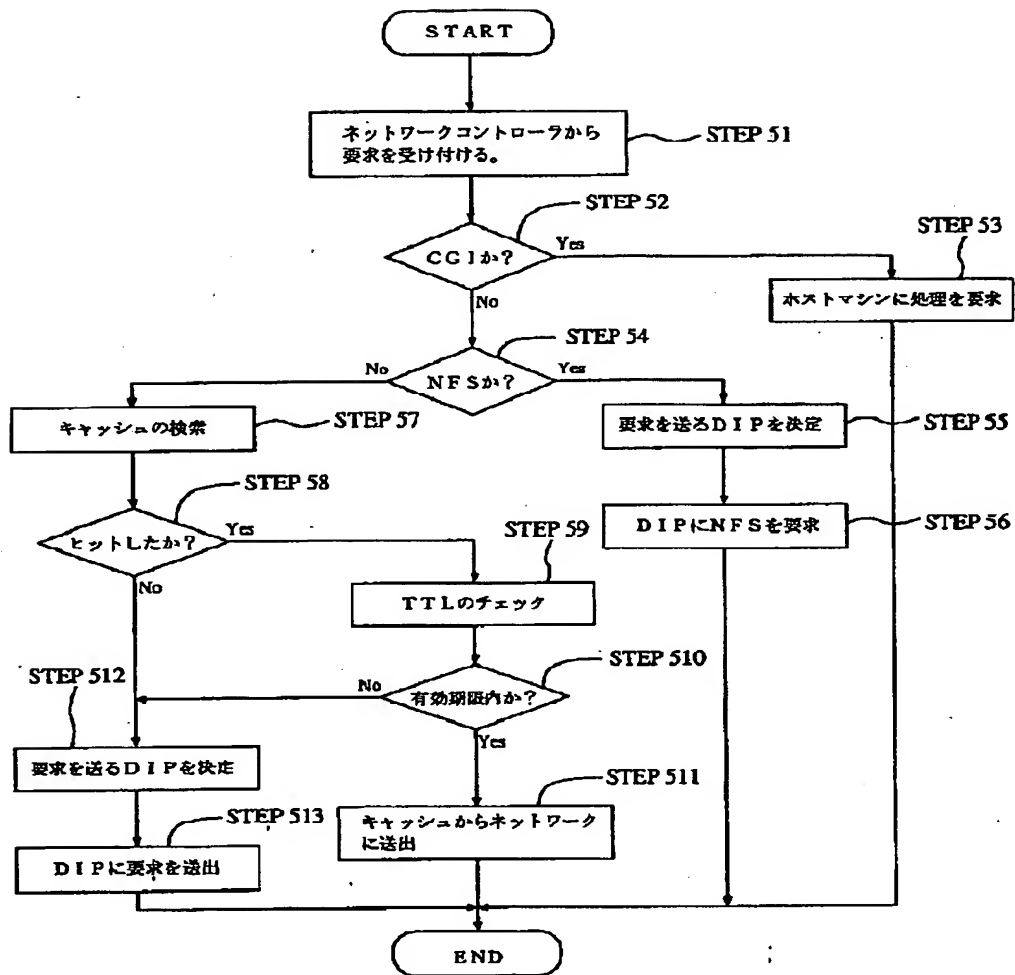 START
ネットワークコントローラから
要求を受け付ける。
STEP 51
STEP 52
CGIか?
Yes
No
STEP 53
ホストマシンに処理を要求
STEP 54
NFSか?
No
Yes
キャッシュの検索
STEP 57
要求を送るDIPを決定
STEP 55
STEP 58
ヒットしたか?
Yes
No
STEP 59
TTLのチェック
DIPにNFSを要求
STEP 56
STEP 510
有効期限内か?
No
Yes
STEP 512
要求を送るDIPを決定
STEP 511
キャッシュからネットワーク
に送出
STEP 513
DIPに要求を送出
END